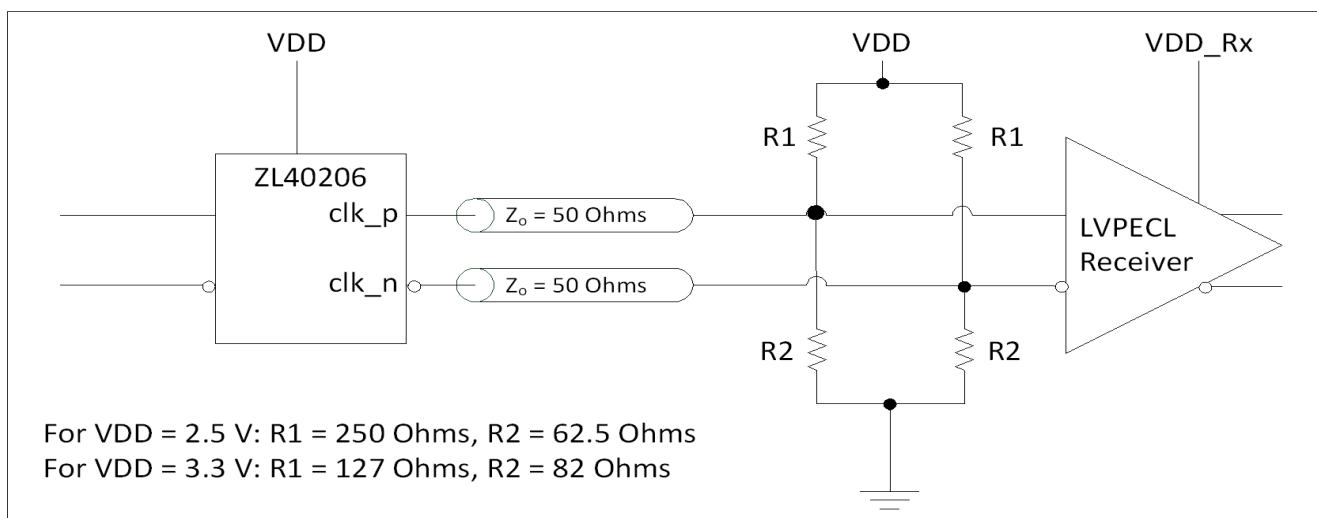 VDD
VDD
VDD_Rx
ZL40206
R1
R1
clk_p
Zo = 50 Ohms
LVPECL
Receiver
clk_n
Zo = 50 Ohms
R2
R2
For VDD = 2.5 V: R1 = 250 Ohms, R2 = 62.5 Ohms
For VDD = 3.3 V: R1 = 127 Ohms, R2 = 82 Ohms